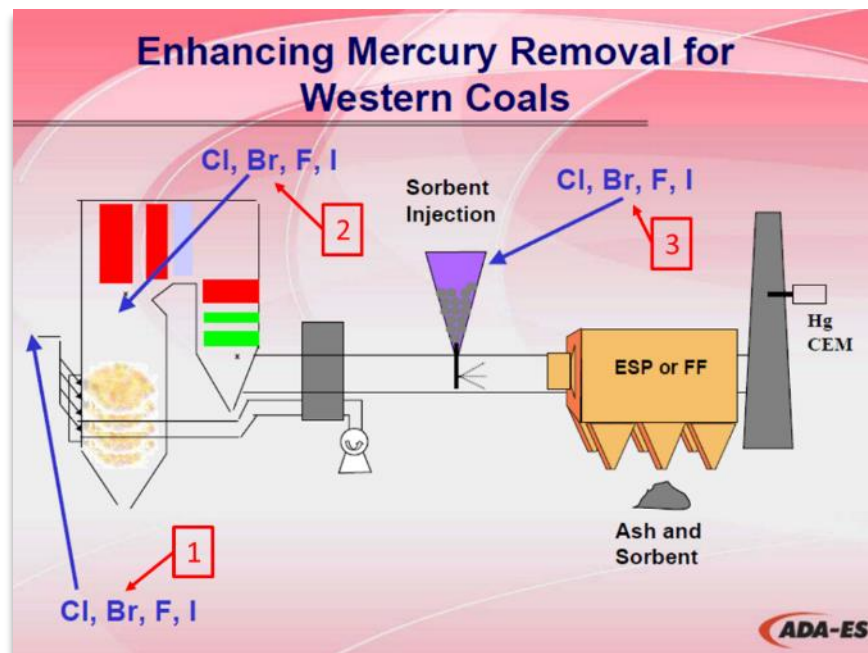 Enhancing Mercury Removal for
Western Coals
Cl, Br, F, I
2
Sorbent
Injection
Cl, Br, F, I
3
Hg
CEM
ESP or FF
Ash and
Sorbent
1
Cl, Br, F, I
ADA-ES